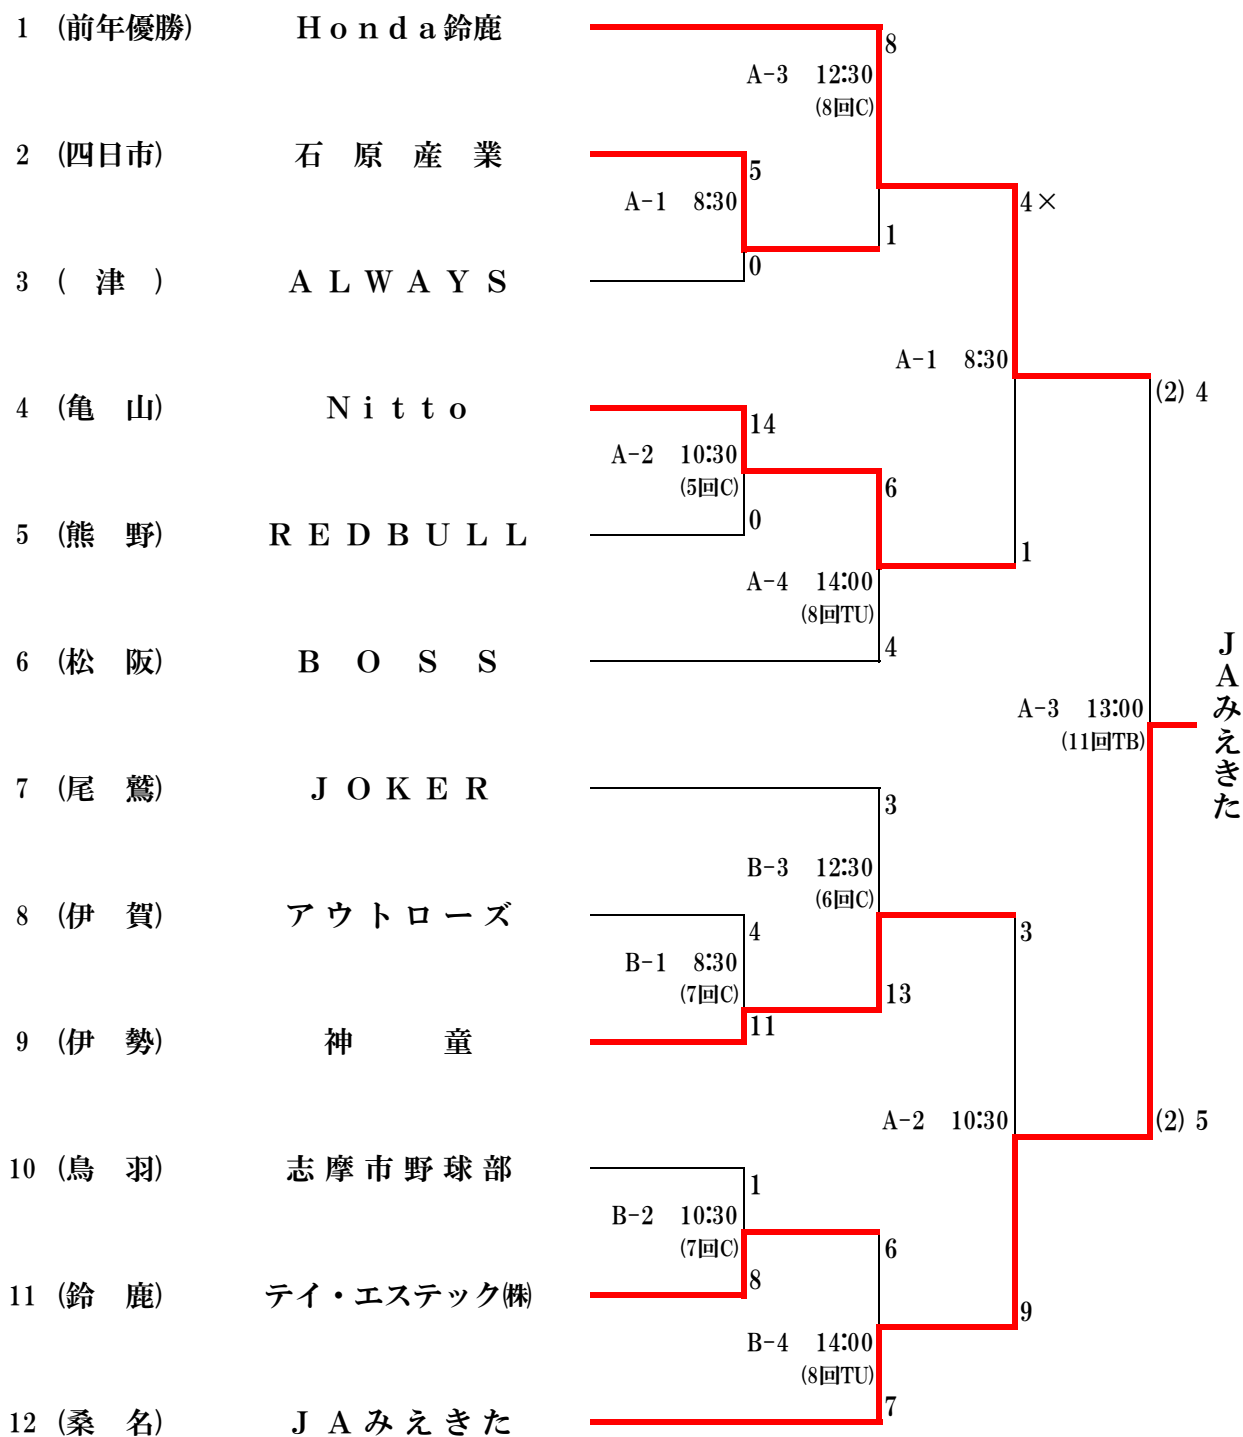 1 (前年優勝) Honda鈴鹿
8
A-3 12:30
(8回C)
2 (四日市) 石原産業
5
A-1 8:30
4×
1
0
3 (津) ALWAYS
A-1 8:30
(2) 4
4 (亀山) Nitto
14
A-2 10:30
(5回C)
6
0
5 (熊野) REDBULL
1
A-4 14:00
(8回TU)
4
6 (松阪) BOSS
A-3 13:00
(11回TB)
JAみえきた
7 (尾鷲) JOKER
3
B-3 12:30
(6回C)
8 (伊賀) アウトローズ
4
3
B-1 8:30
(7回C)
13
11
9 (伊勢) 神童
A-2 10:30
(2) 5
10 (鳥羽) 志摩市野球部
1
B-2 10:30
(7回C)
6
8
11 (鈴鹿) テイ・エステック㈱
9
B-4 14:00
(8回TU)
7
12 (桑名) JAみえきた